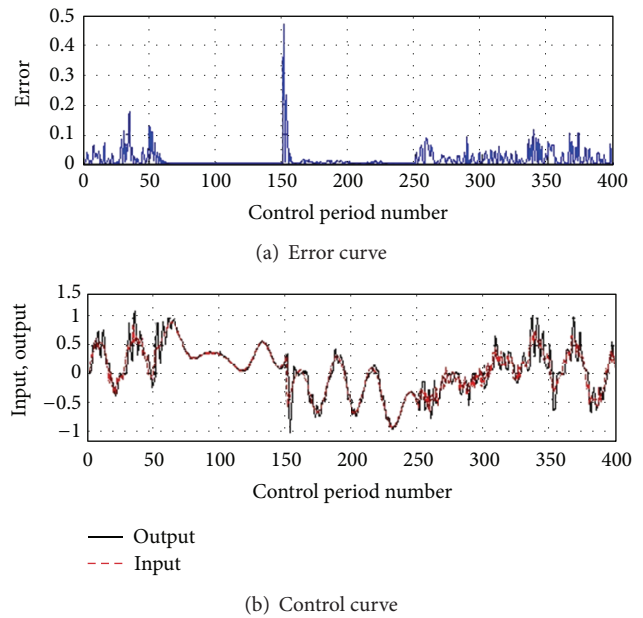 0.5
0.4
0.3
0.2
0.1
0
Error
0 50 100 150 200 250 300 350 400
Control period number
(a) Error curve
1.5
1
0.5
0
−0.5
−1
Input, output
0 50 100 150 200 250 300 350 400
Control period number
Output
Input
(b) Control curve